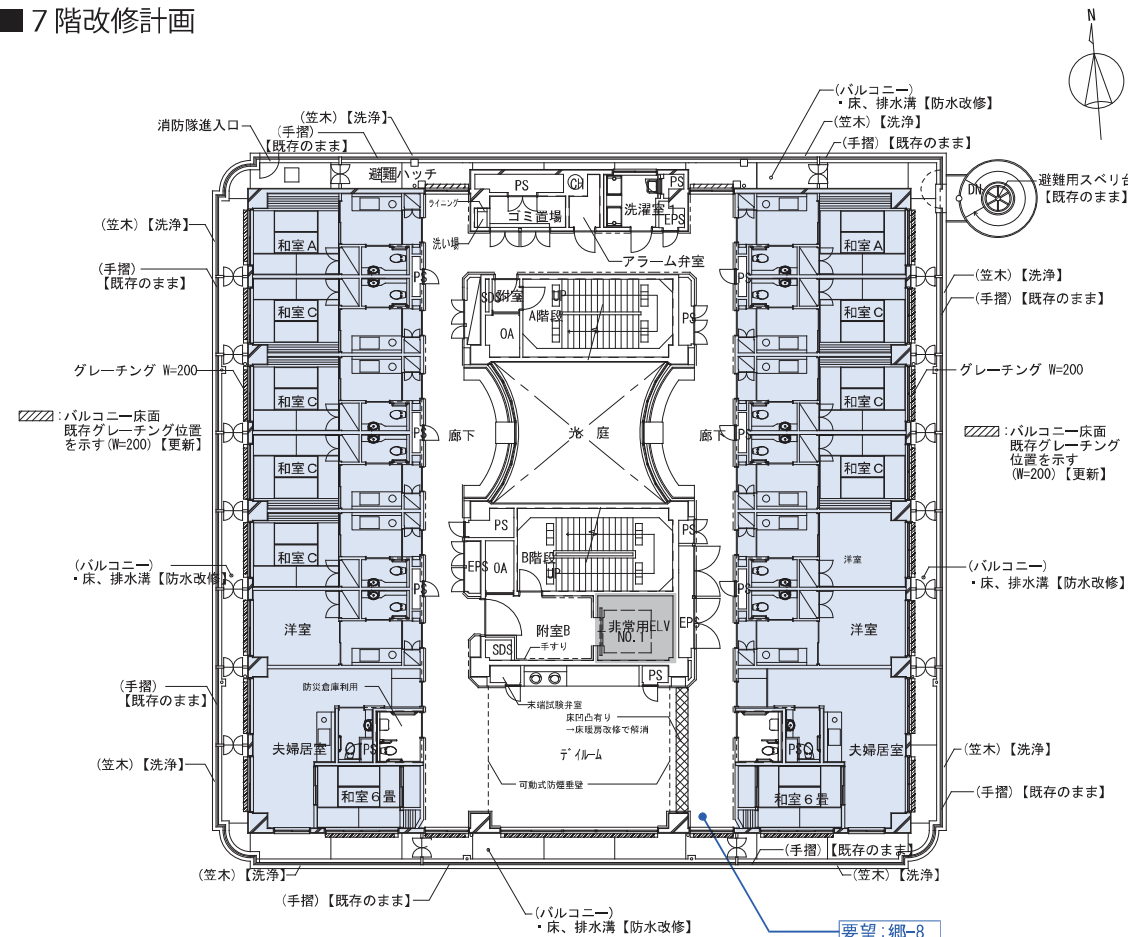 ■7階改修計画
N
(バルコニー)
・床、排水溝【防水改修】
(笠木)【洗浄】
(手摺)【既存のまま】
消防隊進入口
(笠木)【洗浄】
(手摺)
【既存のまま】
避難ハッチ
DN
避難用スベリ台
【既存のまま】
PS
CH
洗濯室
PS
EPS
ライニング
ゴミ置場
洗い場
アラーム弁室
(笠木)【洗浄】
(手摺)
【既存のまま】
和室A
PS
和室C
SDS
附室
UP
A階段
OA
PS
PS
和室A
和室C
(笠木)【洗浄】
(手摺)【既存のまま】
グレーチング W=200
:バルコニー床面
既存グレーチング位置
を示す(W=200)【更新】
和室C
PS
和室C
廊下
光庭
廊下
PS
和室C
和室C
グレーチング W=200
:バルコニー床面
既存グレーチング
位置を示す
(W=200)【更新】
(バルコニー)
・床、排水溝【防水改修】
和室C
PS
洋室
PS
EPS
OA
B階段
UP
PS
EPS
附室B
手すり
SDS
非常用ELV
NO.1
PS
PS
洋室
洋室
(バルコニー)
・床、排水溝【防水改修】
(手摺)
【既存のまま】
(笠木)【洗浄】
防災倉庫利用
夫婦居室
PS
和室6畳
末端試験弁室
床凹凸有り
→床暖房改修で解消
デイルーム
可動式防煙垂壁
PS
夫婦居室
和室6畳
(笠木)【洗浄】
(手摺)【既存のまま】
(笠木)【洗浄】
(手摺)【既存のまま】
(バルコニー)
・床、排水溝【防水改修】
(手摺)【既存のまま】
(笠木)【洗浄】
要望:郷-8